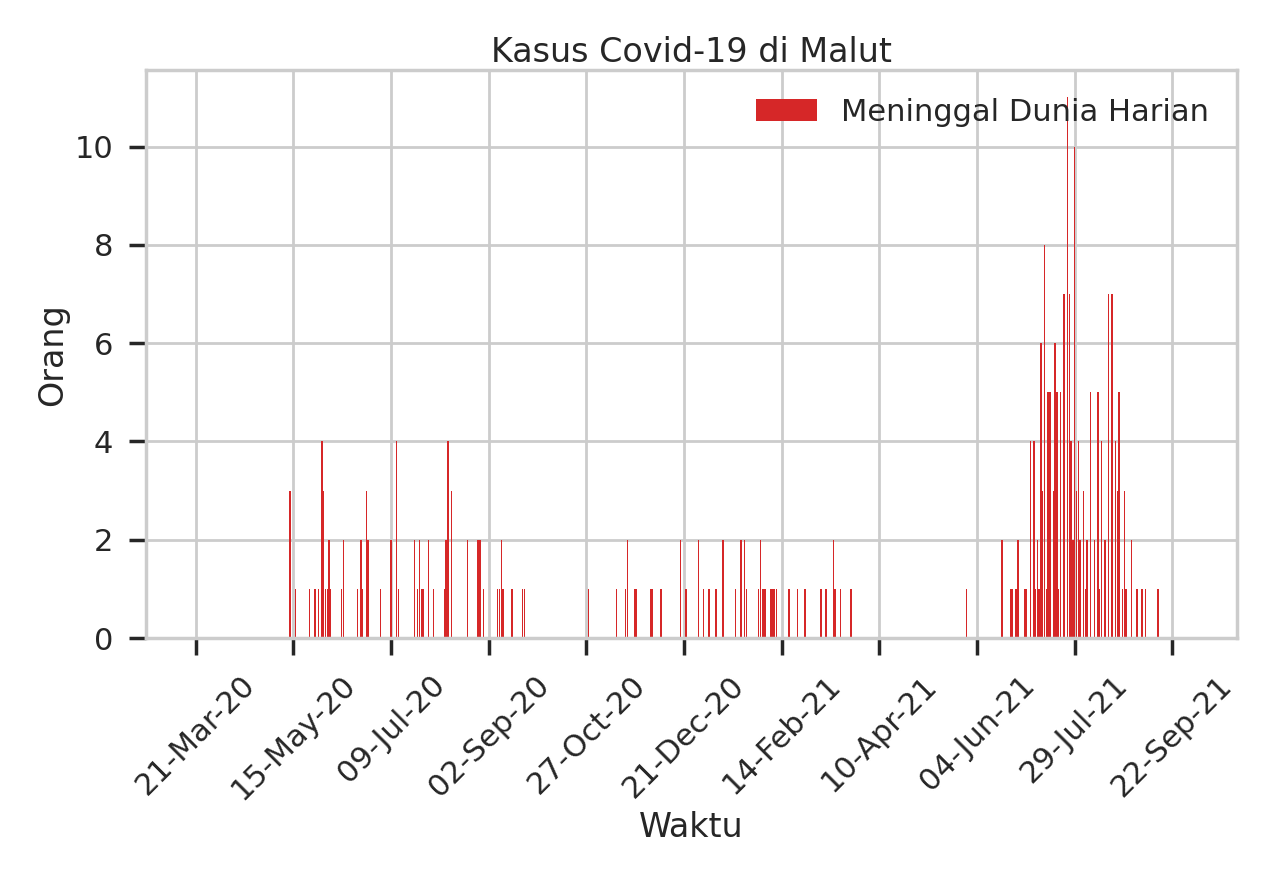 Kasus Covid-19 di Malut
Meninggal Dunia Harian
10
8
6
4
2
0
Orang
21-Mar-20
15-May-20
09-Jul-20
02-Sep-20
27-Oct-20
21-Dec-20
14-Feb-21
10-Apr-21
04-Jun-21
29-Jul-21
22-Sep-21
Waktu